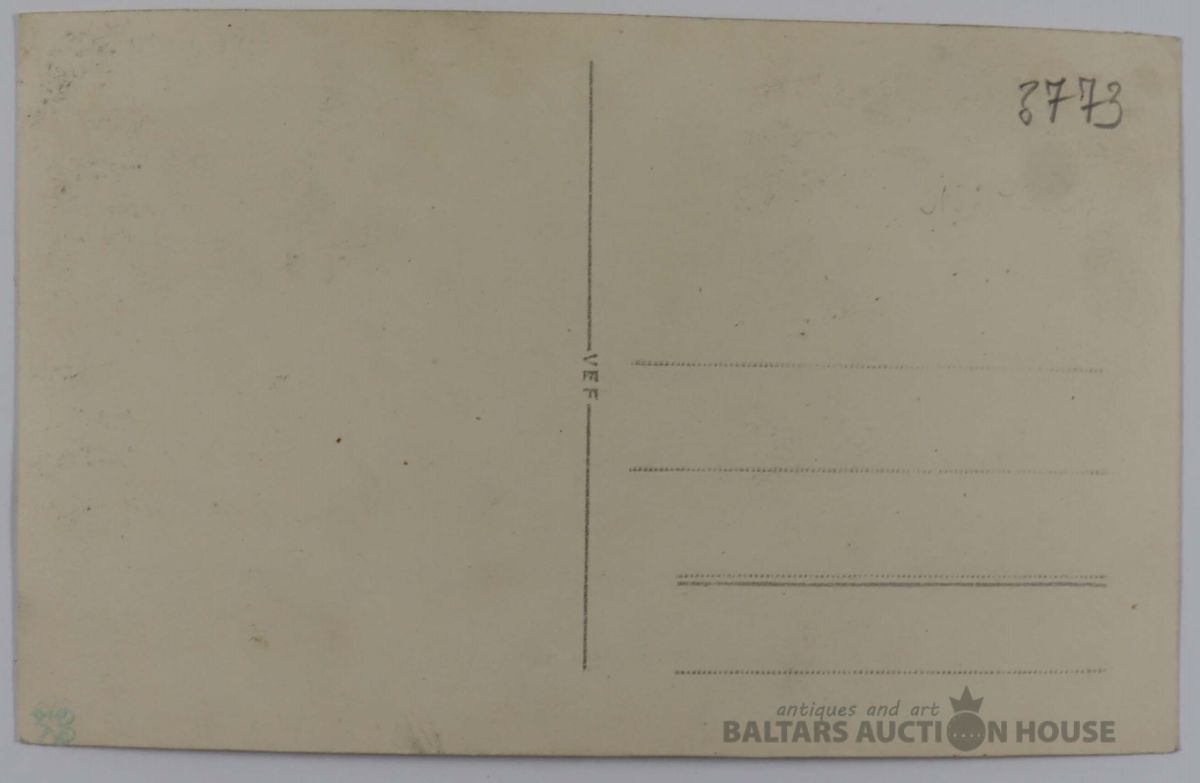 3773
VEF
antiques and art
BALTARS AUCTION HOUSE